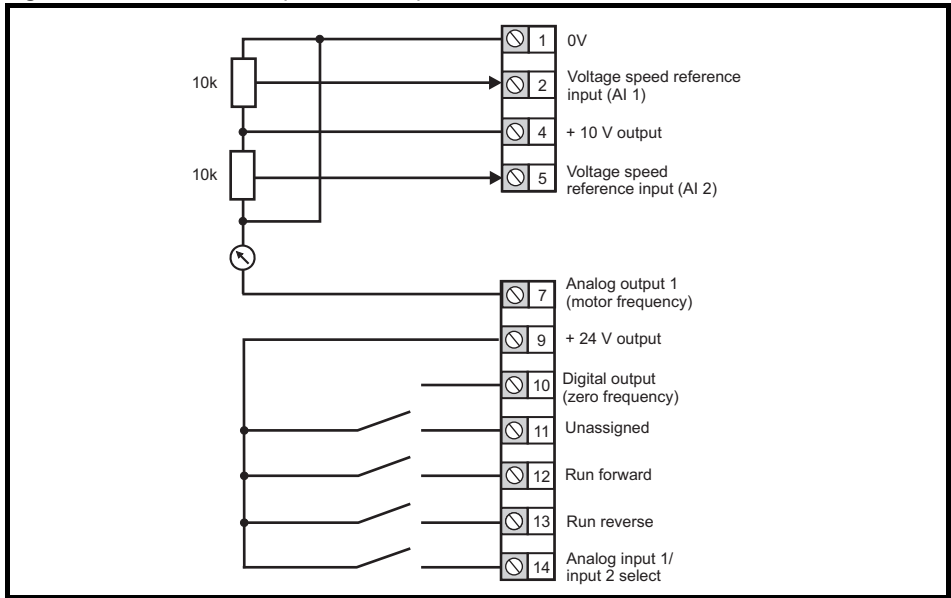 1 0V
10k
2 Voltage speed reference
input (AI 1)
4 + 10 V output
10k
5 Voltage speed
reference input (AI 2)
7 Analog output 1
(motor frequency)
9 + 24 V output
10 Digital output
(zero frequency)
11 Unassigned
12 Run forward
13 Run reverse
14 Analog input 1/
input 2 select